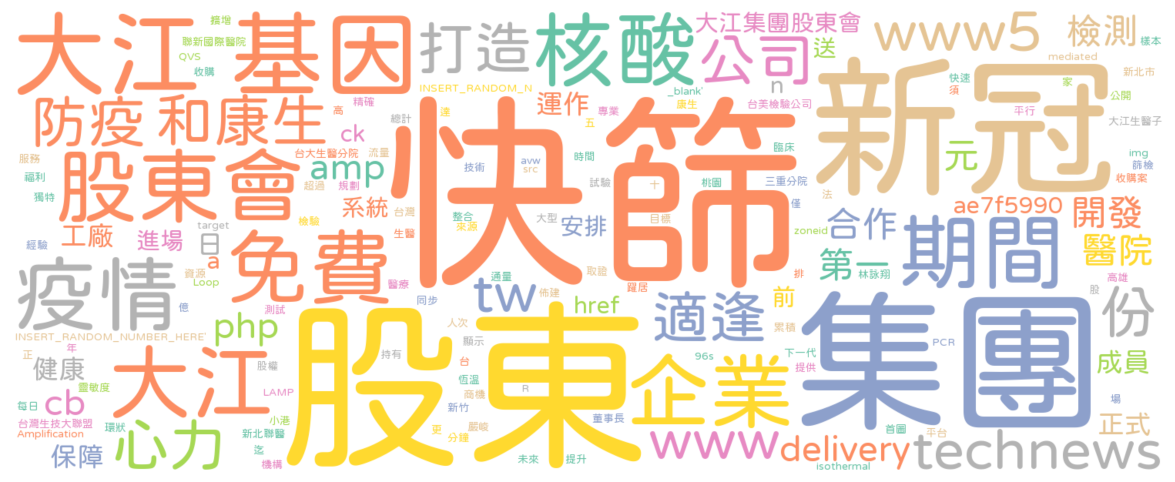 擴增
大江基因
聯新國際醫院
QVS
收購
打造
核酸
大江集團股東會
公司
送
www5
檢測
樣本
mediated
家
新北市
快速
須
公開
INSERT_RANDOM_N
_blank'
n
康生
台美檢驗公司
新冠
平行
大江生醫子
防疫
和康生
精確
高
總計
ck
運作
專業
速
五
快篩
臨床
元
img
篩檢
收購案
服務
福利
獨特
股東會
台大生醫分院
流量
amp
超過
規劃
技術
avw
src
時間
試驗
十
桃園
三重分院
僅
法
ae7f5990
開發
系統
台灣
檢驗
生醫
整合
來源
大型
安排
目標
zoneid
合作
期間
醫院
經驗
工廠
進場
target
日
a
免費
資源
Loop
疫情
醫療
通量
取證
躍居
排
第一
林詠翔
高雄
股
份
億
測試
同步
tw
佈建
href
適逢
前
累積
INSERT_RANDOM_NUMBER_HERE'
php
正
年
健康
大江
股權
持有
人次
顯示
股東
集團
96s
下一代
提供
PCR
成員
靈敏度
cb
每日
LAMP
台
恆溫
商機
R
企業
場
台灣生技大聯盟
Amplification
環狀
心力
小港
新北聯醫
迄
機構
新竹
更
嚴峻
分鐘
董事長
首圖
平台
正式
保障
未來
提升
www
delivery
isothermal
technews